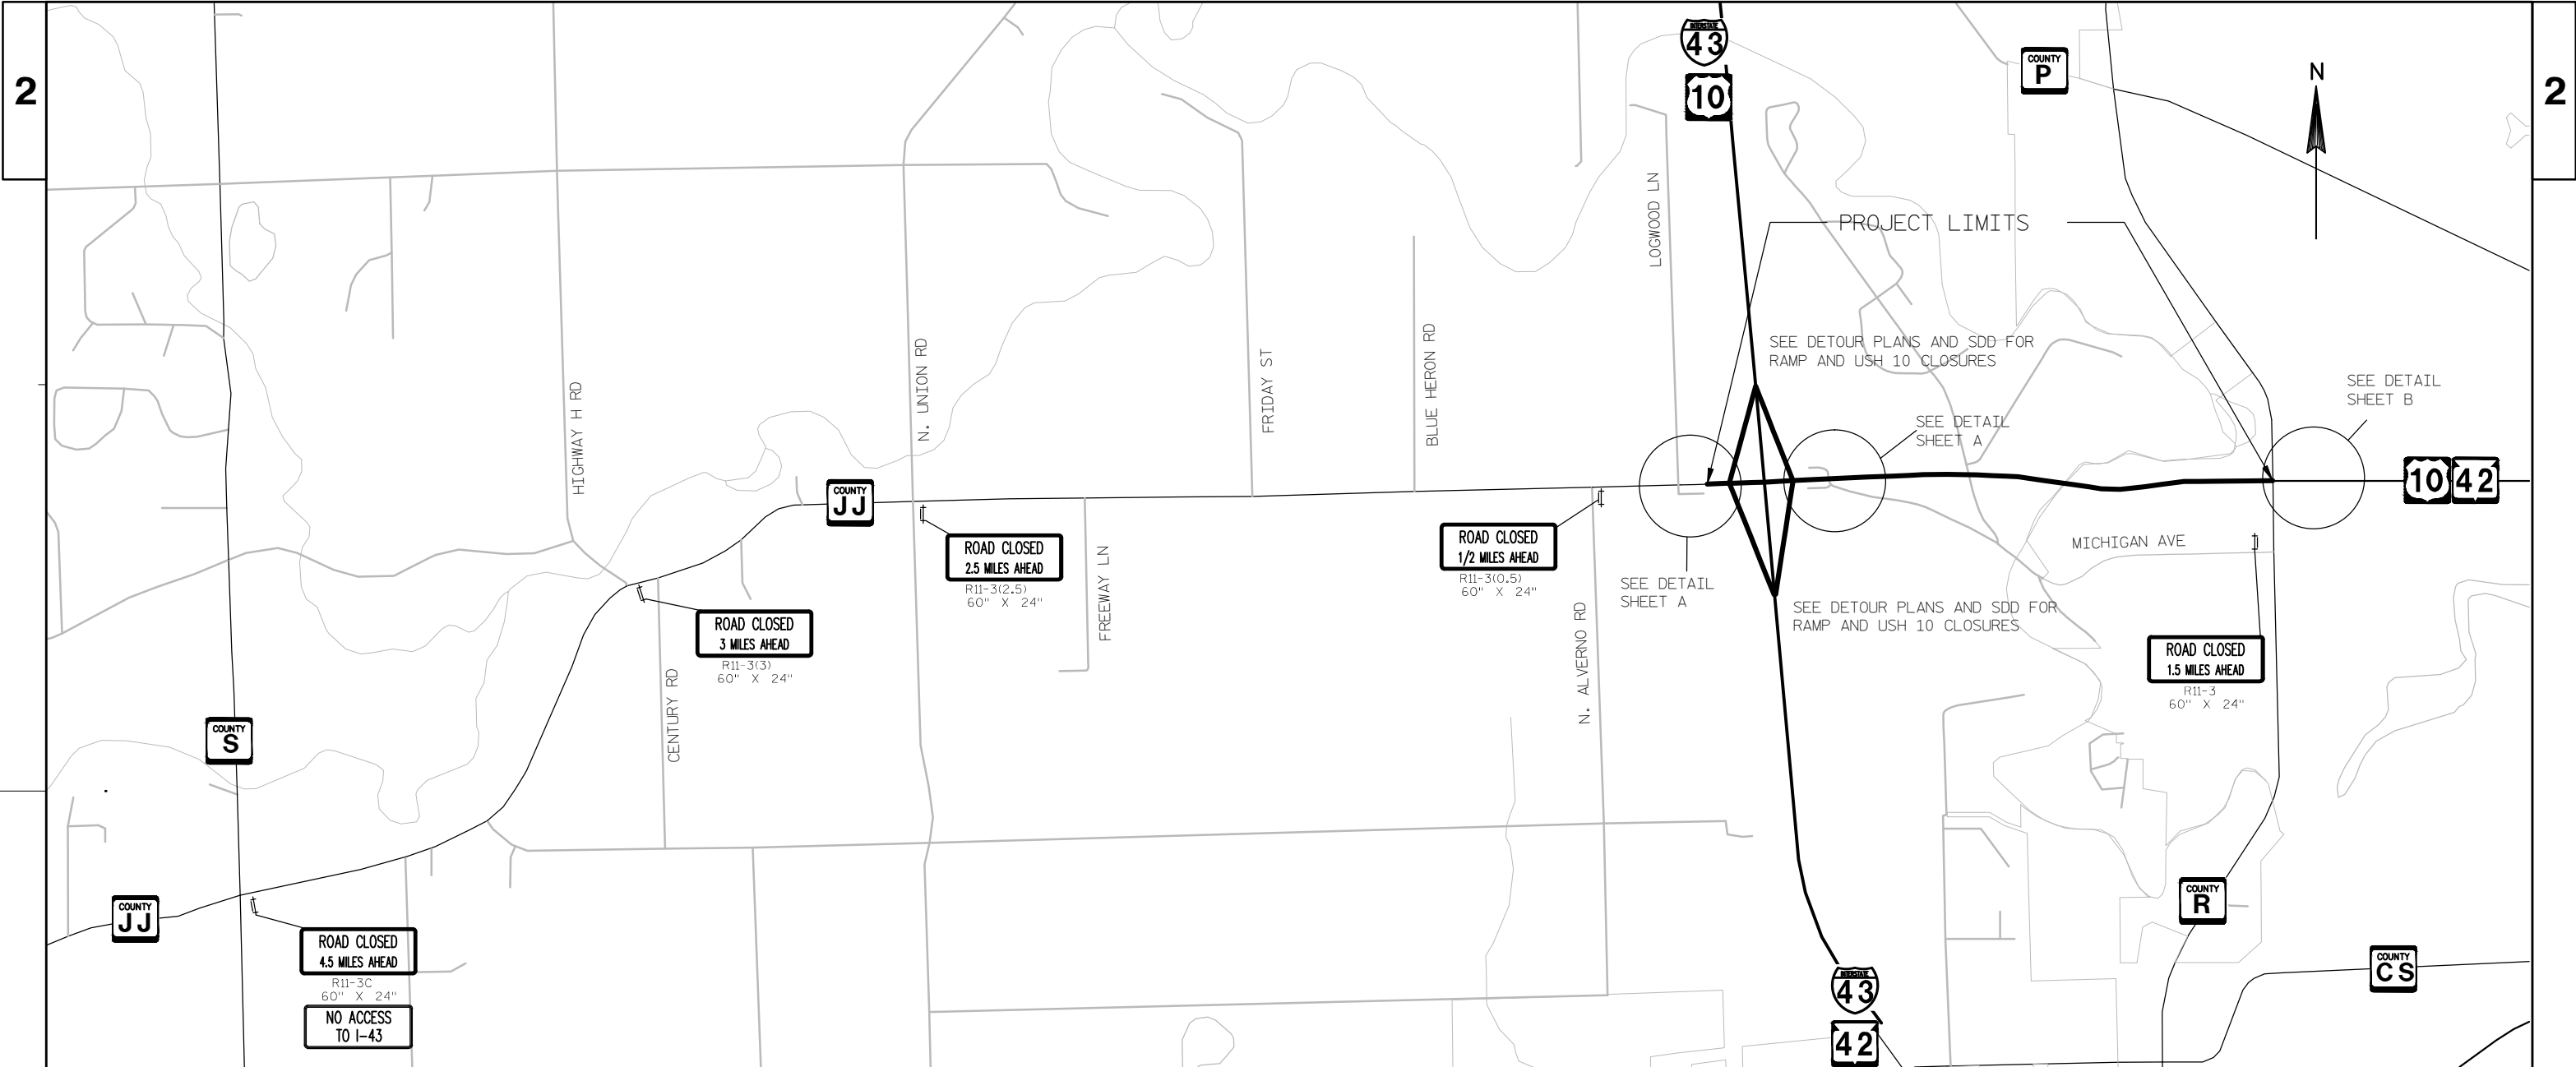 2
2
INTERSTATE
43
10
COUNTY
P
N
LOGWOOD LN
PROJECT LIMITS
SEE DETOUR PLANS AND SDD FOR
RAMP AND USH 10 CLOSURES
SEE DETAIL
SHEET B
SEE DETAIL
SHEET A
HIGHWAY H RD
N. UNION RD
FRIDAY ST
BLUE HERON RD
COUNTY
JJ
10
42
ROAD CLOSED
2.5 MILES AHEAD
R11-3(2.5)
60" X 24"
FREEWAY LN
ROAD CLOSED
1/2 MILES AHEAD
R11-3(0.5)
60" X 24"
SEE DETAIL
SHEET A
N. ALVERNO RD
SEE DETOUR PLANS AND SDD FOR
RAMP AND USH 10 CLOSURES
MICHIGAN AVE
ROAD CLOSED
3 MILES AHEAD
R11-3(3)
60" X 24"
CENTURY RD
ROAD CLOSED
1.5 MILES AHEAD
R11-3
60" X 24"
COUNTY
S
COUNTY
JJ
ROAD CLOSED
4.5 MILES AHEAD
R11-3C
60" X 24"
NO ACCESS
TO I-43
COUNTY
R
COUNTY
CS
INTERSTATE
43
42